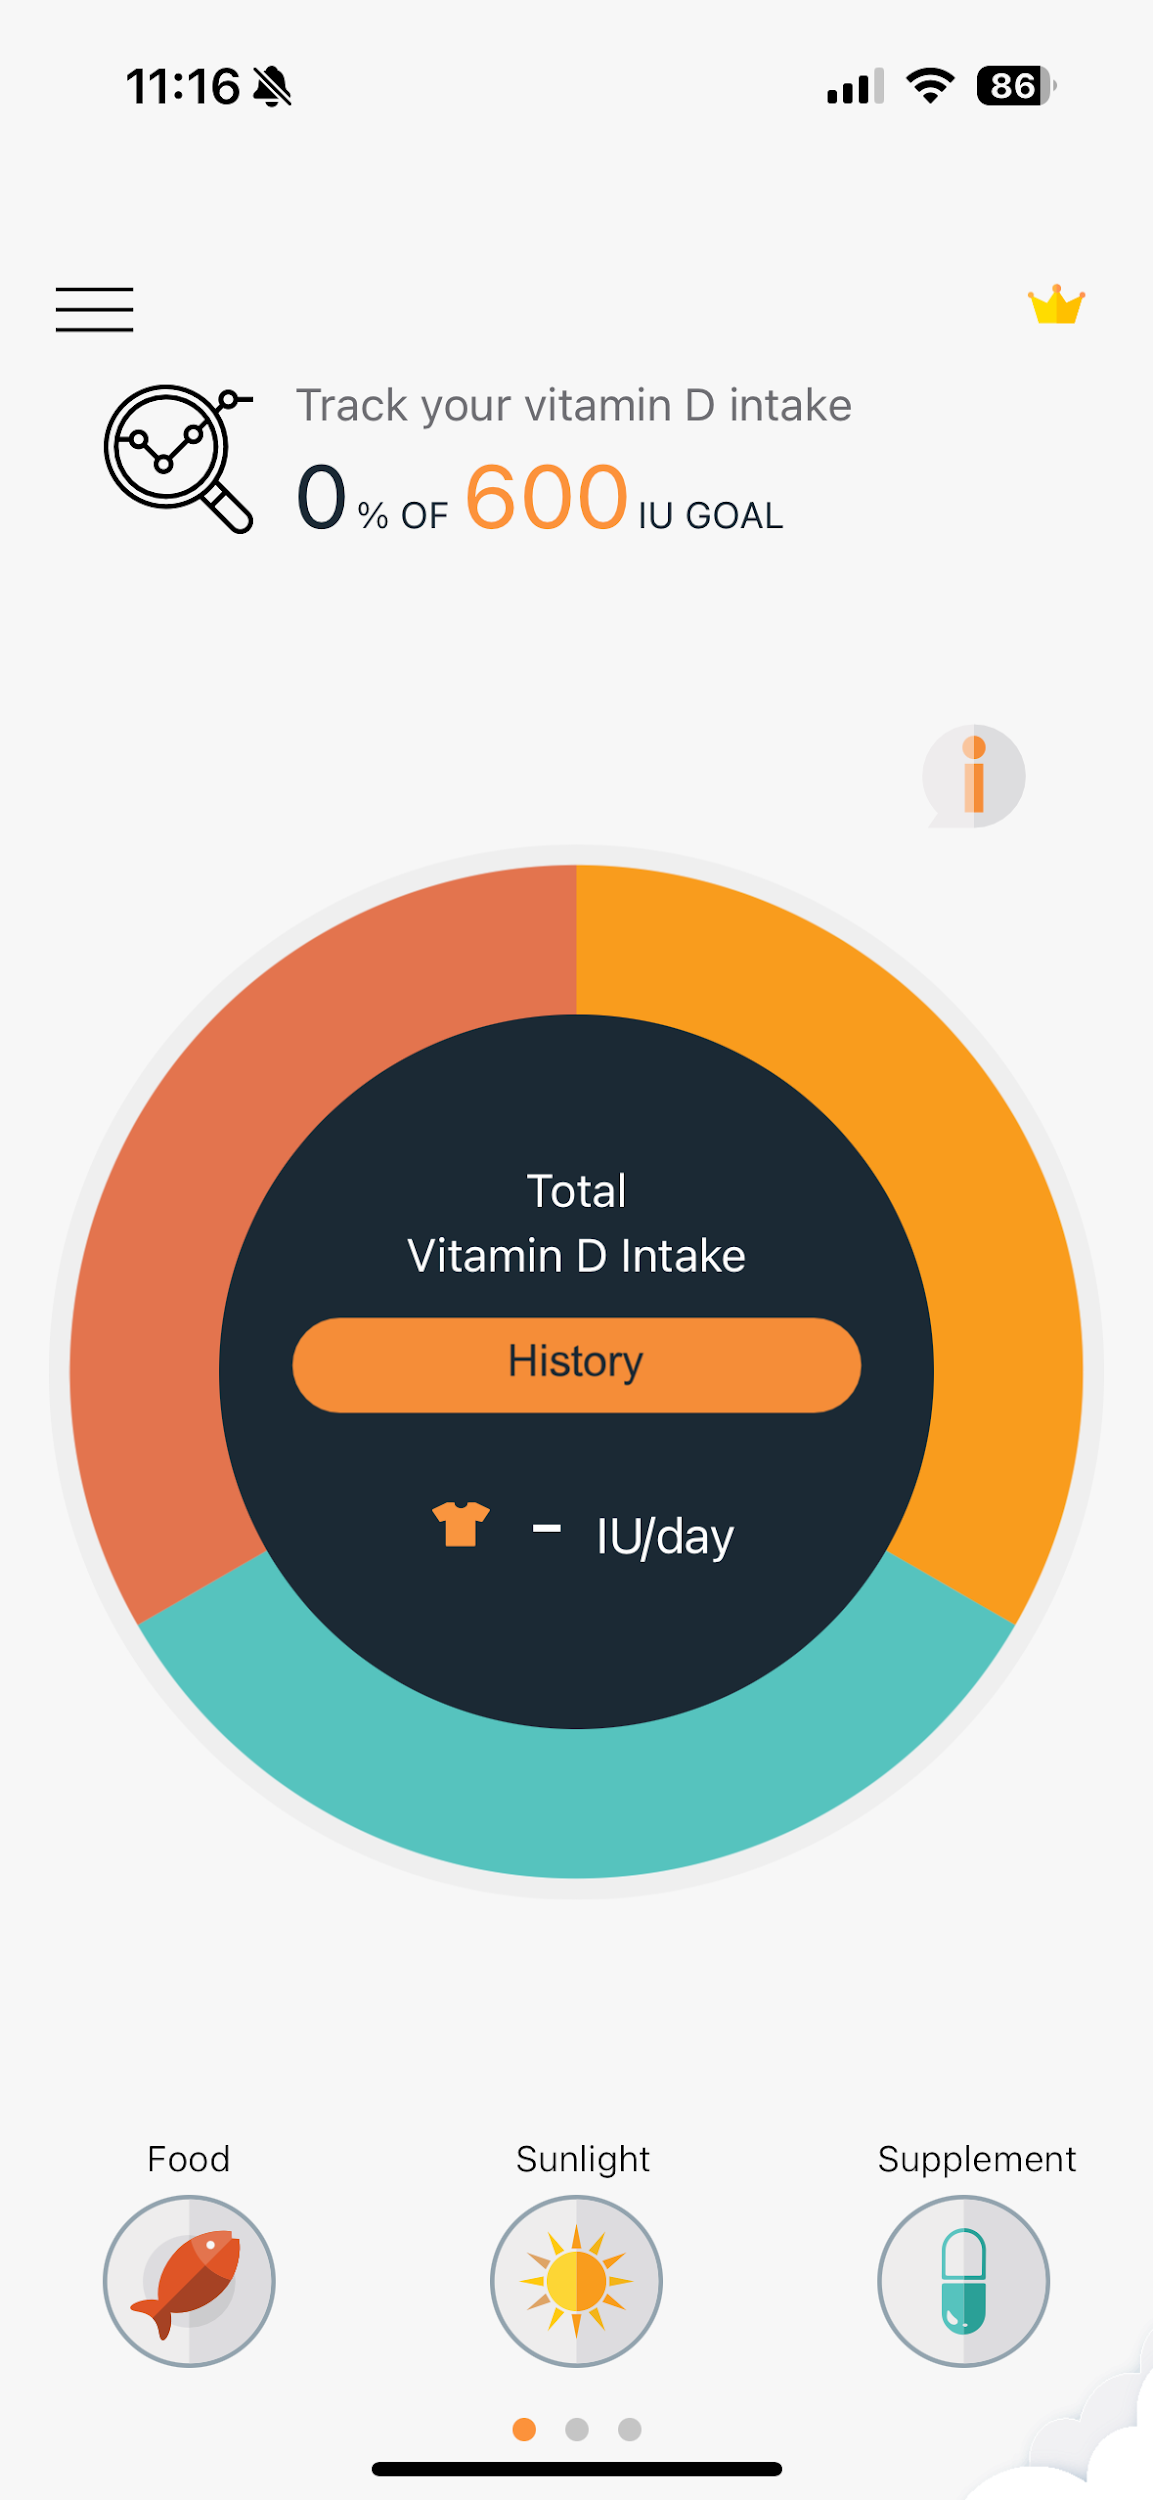 11:16
86
Track your vitamin D intake
0 % OF 600 IU GOAL
i
Total
Vitamin D Intake
History
- IU/day
Food
Sunlight
Supplement